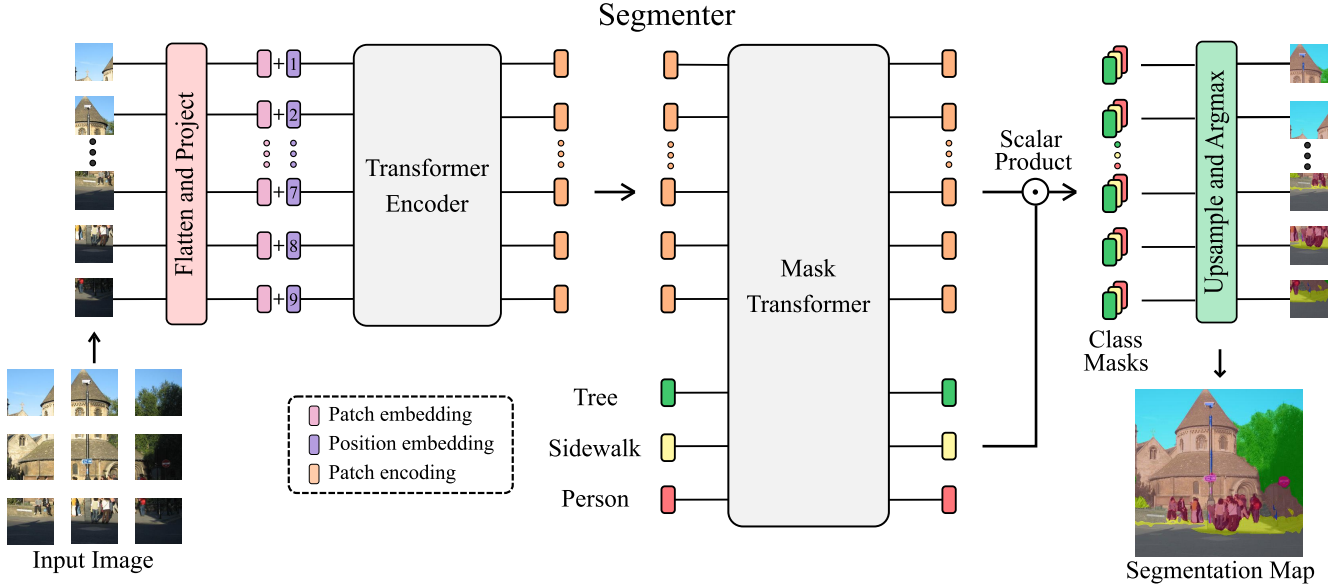 Segmenter
Flatten and Project
+ 1
+ 2
+ 7
+ 8
+ 9
Transformer
Encoder
Mask
Transformer
Scalar
Product
Upsample and Argmax
Class
Masks
Tree
Sidewalk
Person
Patch embedding
Position embedding
Patch encoding
Input Image
Segmentation Map